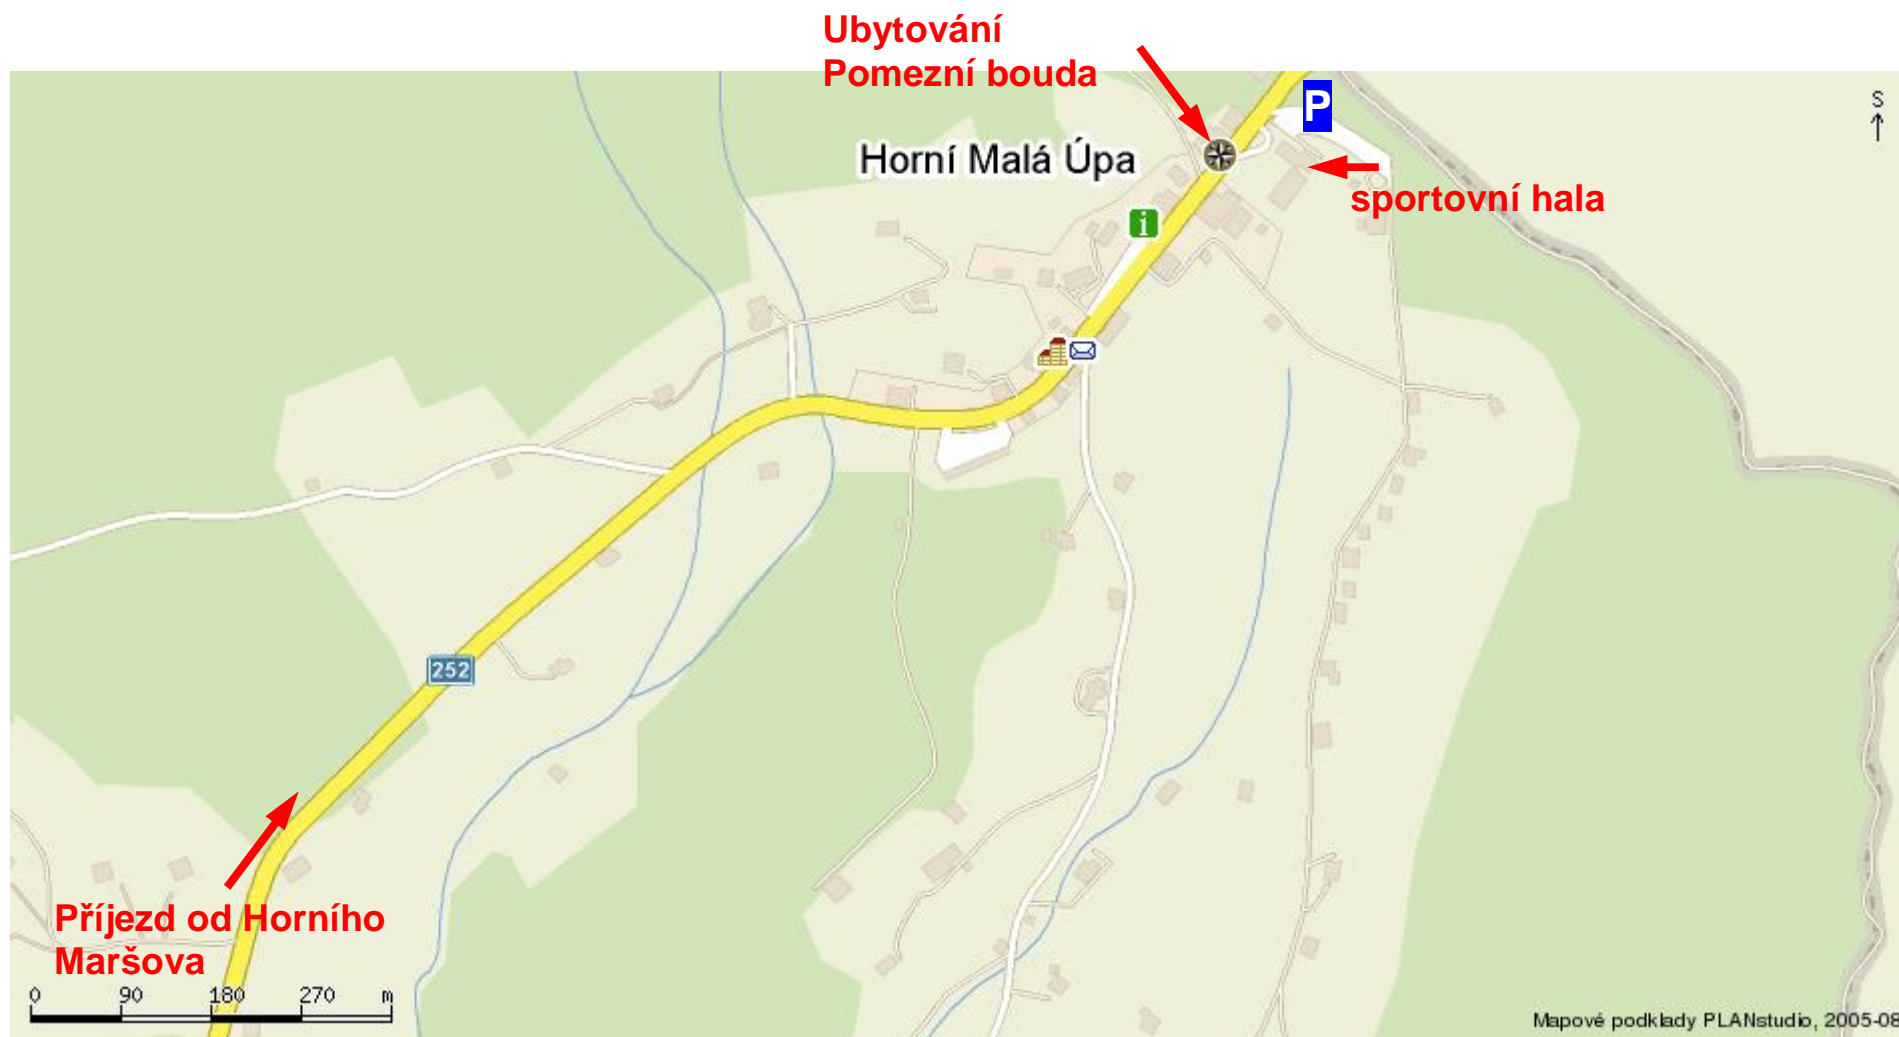 Ubytování
Pomezní bouda
P
S
Horní Malá Úpa
sportovní hala
i
252
Příjezd od Horního
Maršova
0 90 180 270 m
Mapové podklady PLANstudio, 2005-08